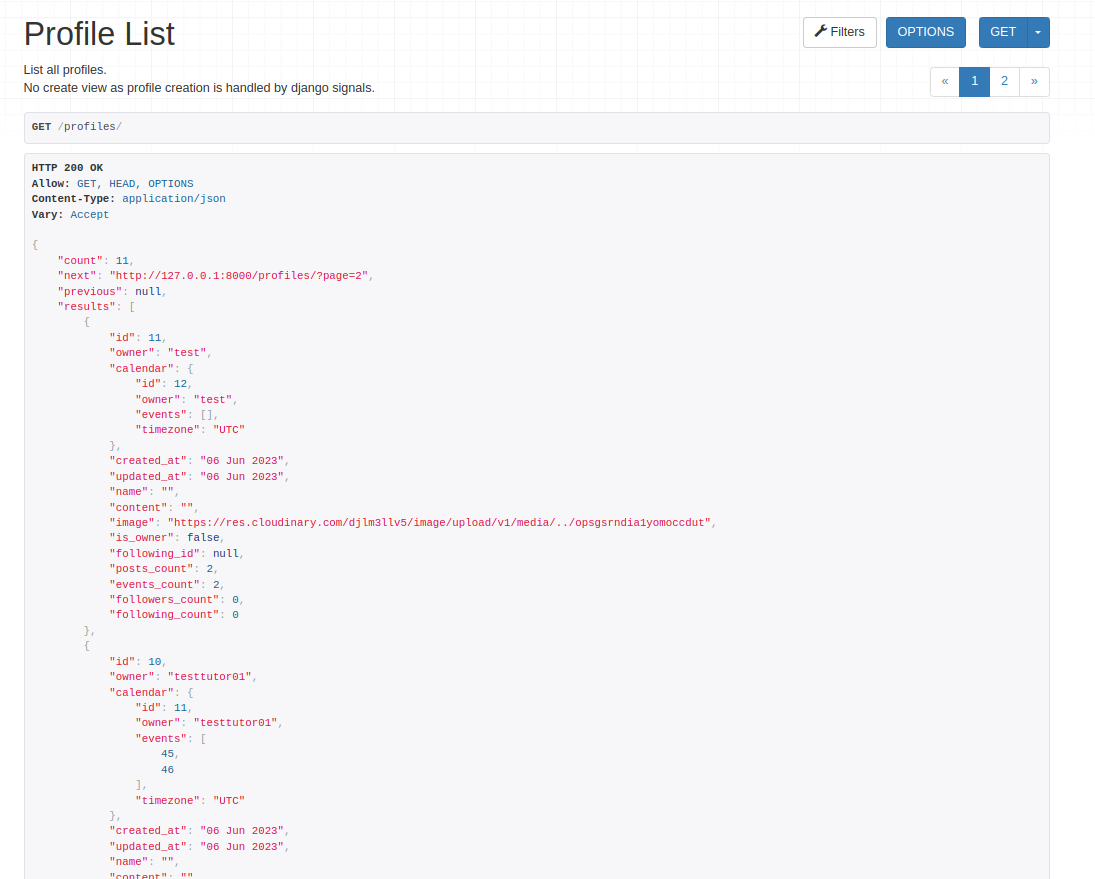 Profile List
Filters OPTIONS GET
List all profiles.
No create view as profile creation is handled by django signals.
« 1 2 »
GET /profiles/
HTTP 200 OK
Allow: GET, HEAD, OPTIONS
Content-Type: application/json
Vary: Accept
{
    "count": 11,
    "next": "http://127.0.0.1:8000/profiles/?page=2",
    "previous": null,
    "results": [
        {
            "id": 11,
            "owner": "test",
            "calendar": {
                "id": 12,
                "owner": "test",
                "events": [],
                "timezone": "UTC"
            },
            "created_at": "06 Jun 2023",
            "updated_at": "06 Jun 2023",
            "name": "",
            "content": "",
            "image": "https://res.cloudinary.com/djlm3llv5/image/upload/v1/media/../opsgsrndia1yomoccdut",
            "is_owner": false,
            "following_id": null,
            "posts_count": 2,
            "events_count": 2,
            "followers_count": 0,
            "following_count": 0
        },
        {
            "id": 10,
            "owner": "testtutor01",
            "calendar": {
                "id": 11,
                "owner": "testtutor01",
                "events": [
                    45,
                    46
                ],
                "timezone": "UTC"
            },
            "created_at": "06 Jun 2023",
            "updated_at": "06 Jun 2023",
            "name": "",
            "content": ""